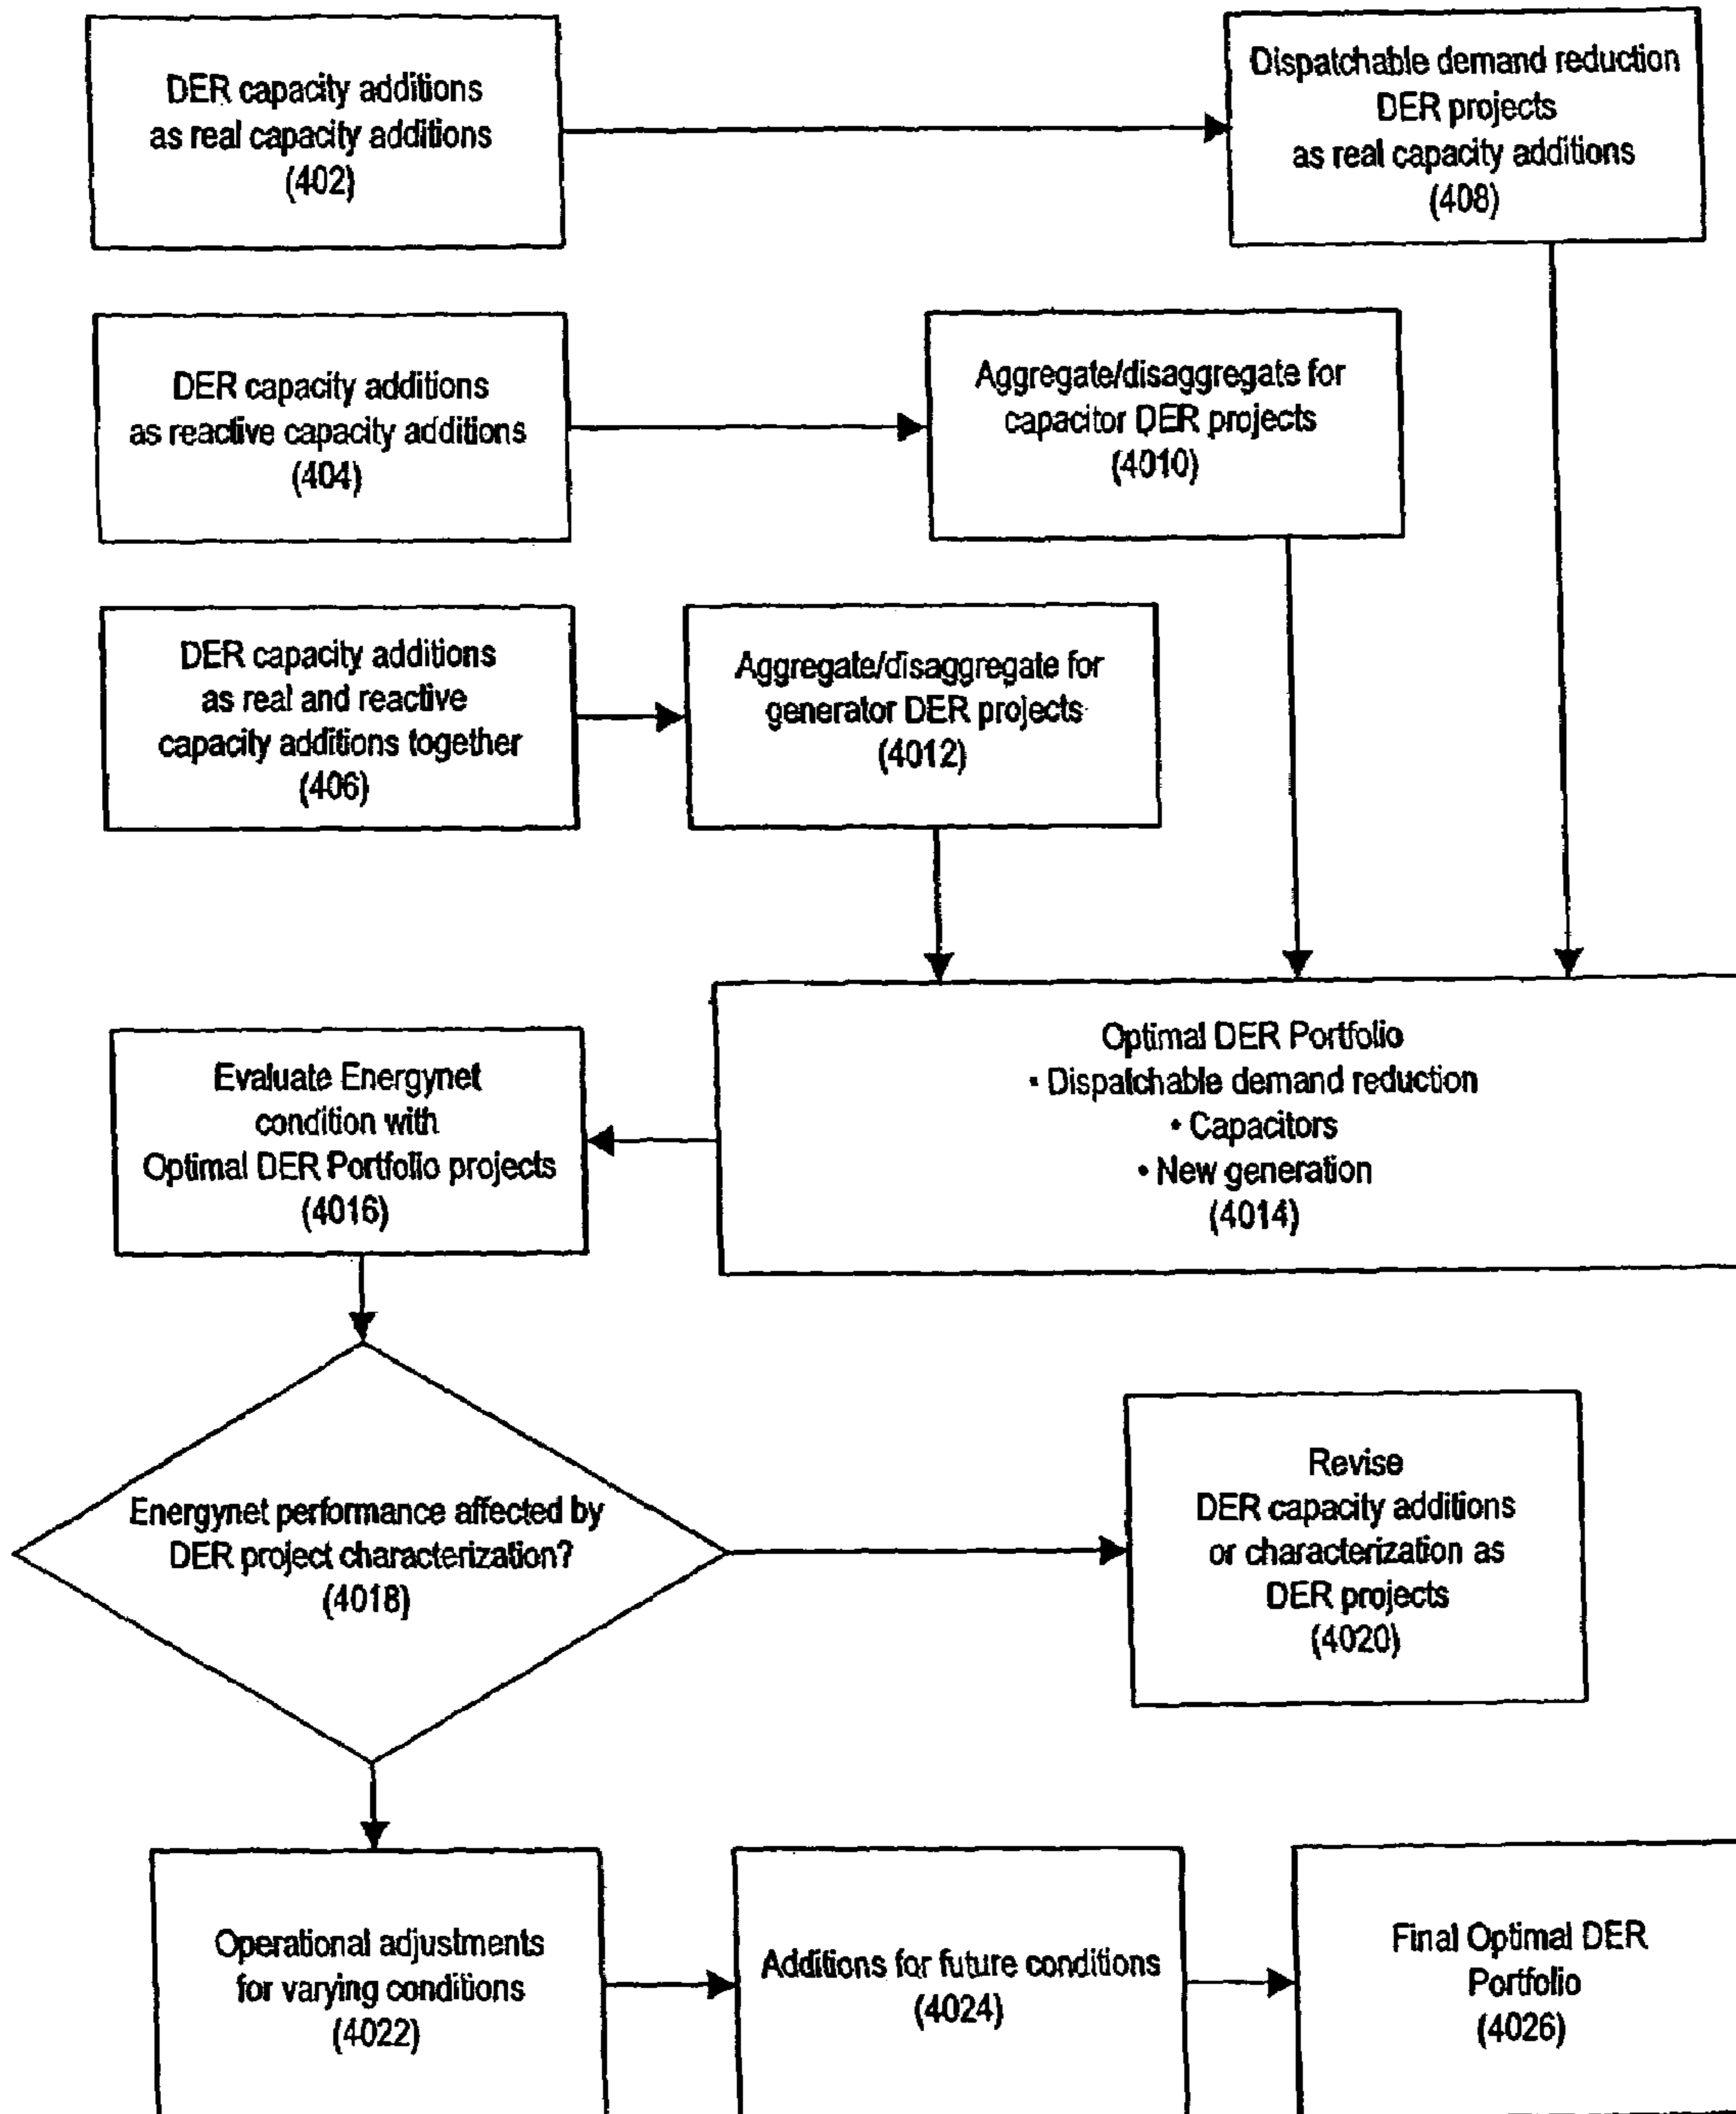 DER capacity additions
as real capacity additions
(402)
Dispatchable demand reduction
DER projects
as real capacity additions
(408)
DER capacity additions
as reactive capacity additions
(404)
Aggregate/disaggregate for
capacitor DER projects
(4010)
DER capacity additions
as real and reactive
capacity additions together
(406)
Aggregate/disaggregate for
generator DER projects
(4012)
Optimal DER Portfolio
• Dispatchable demand reduction
• Capacitors
• New generation
(4014)
Evaluate Energynet
condition with
Optimal DER Portfolio projects
(4016)
Energynet performance affected by
DER project characterization?
(4018)
Revise
DER capacity additions
or characterization as
DER projects
(4020)
Operational adjustments
for varying conditions
(4022)
Additions for future conditions
(4024)
Final Optimal DER
Portfolio
(4026)